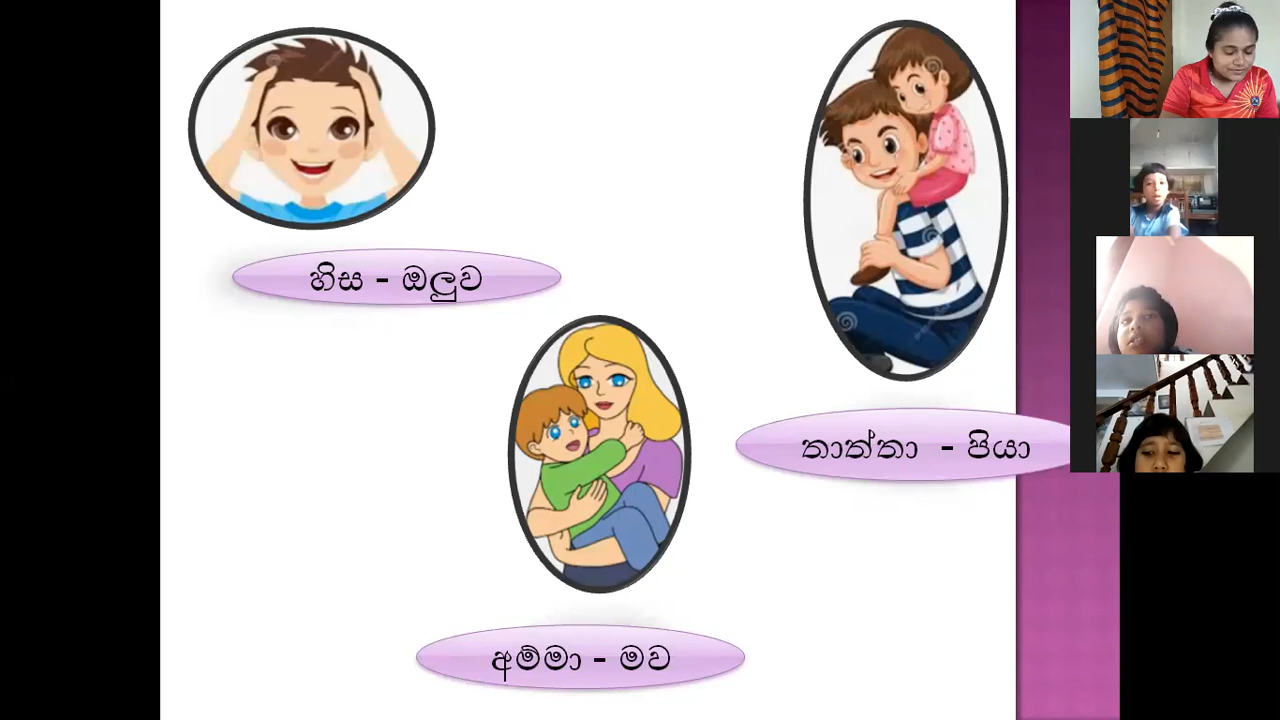 හිස - ඔලුව
තාත්තා - පියා
අම්මා - මව